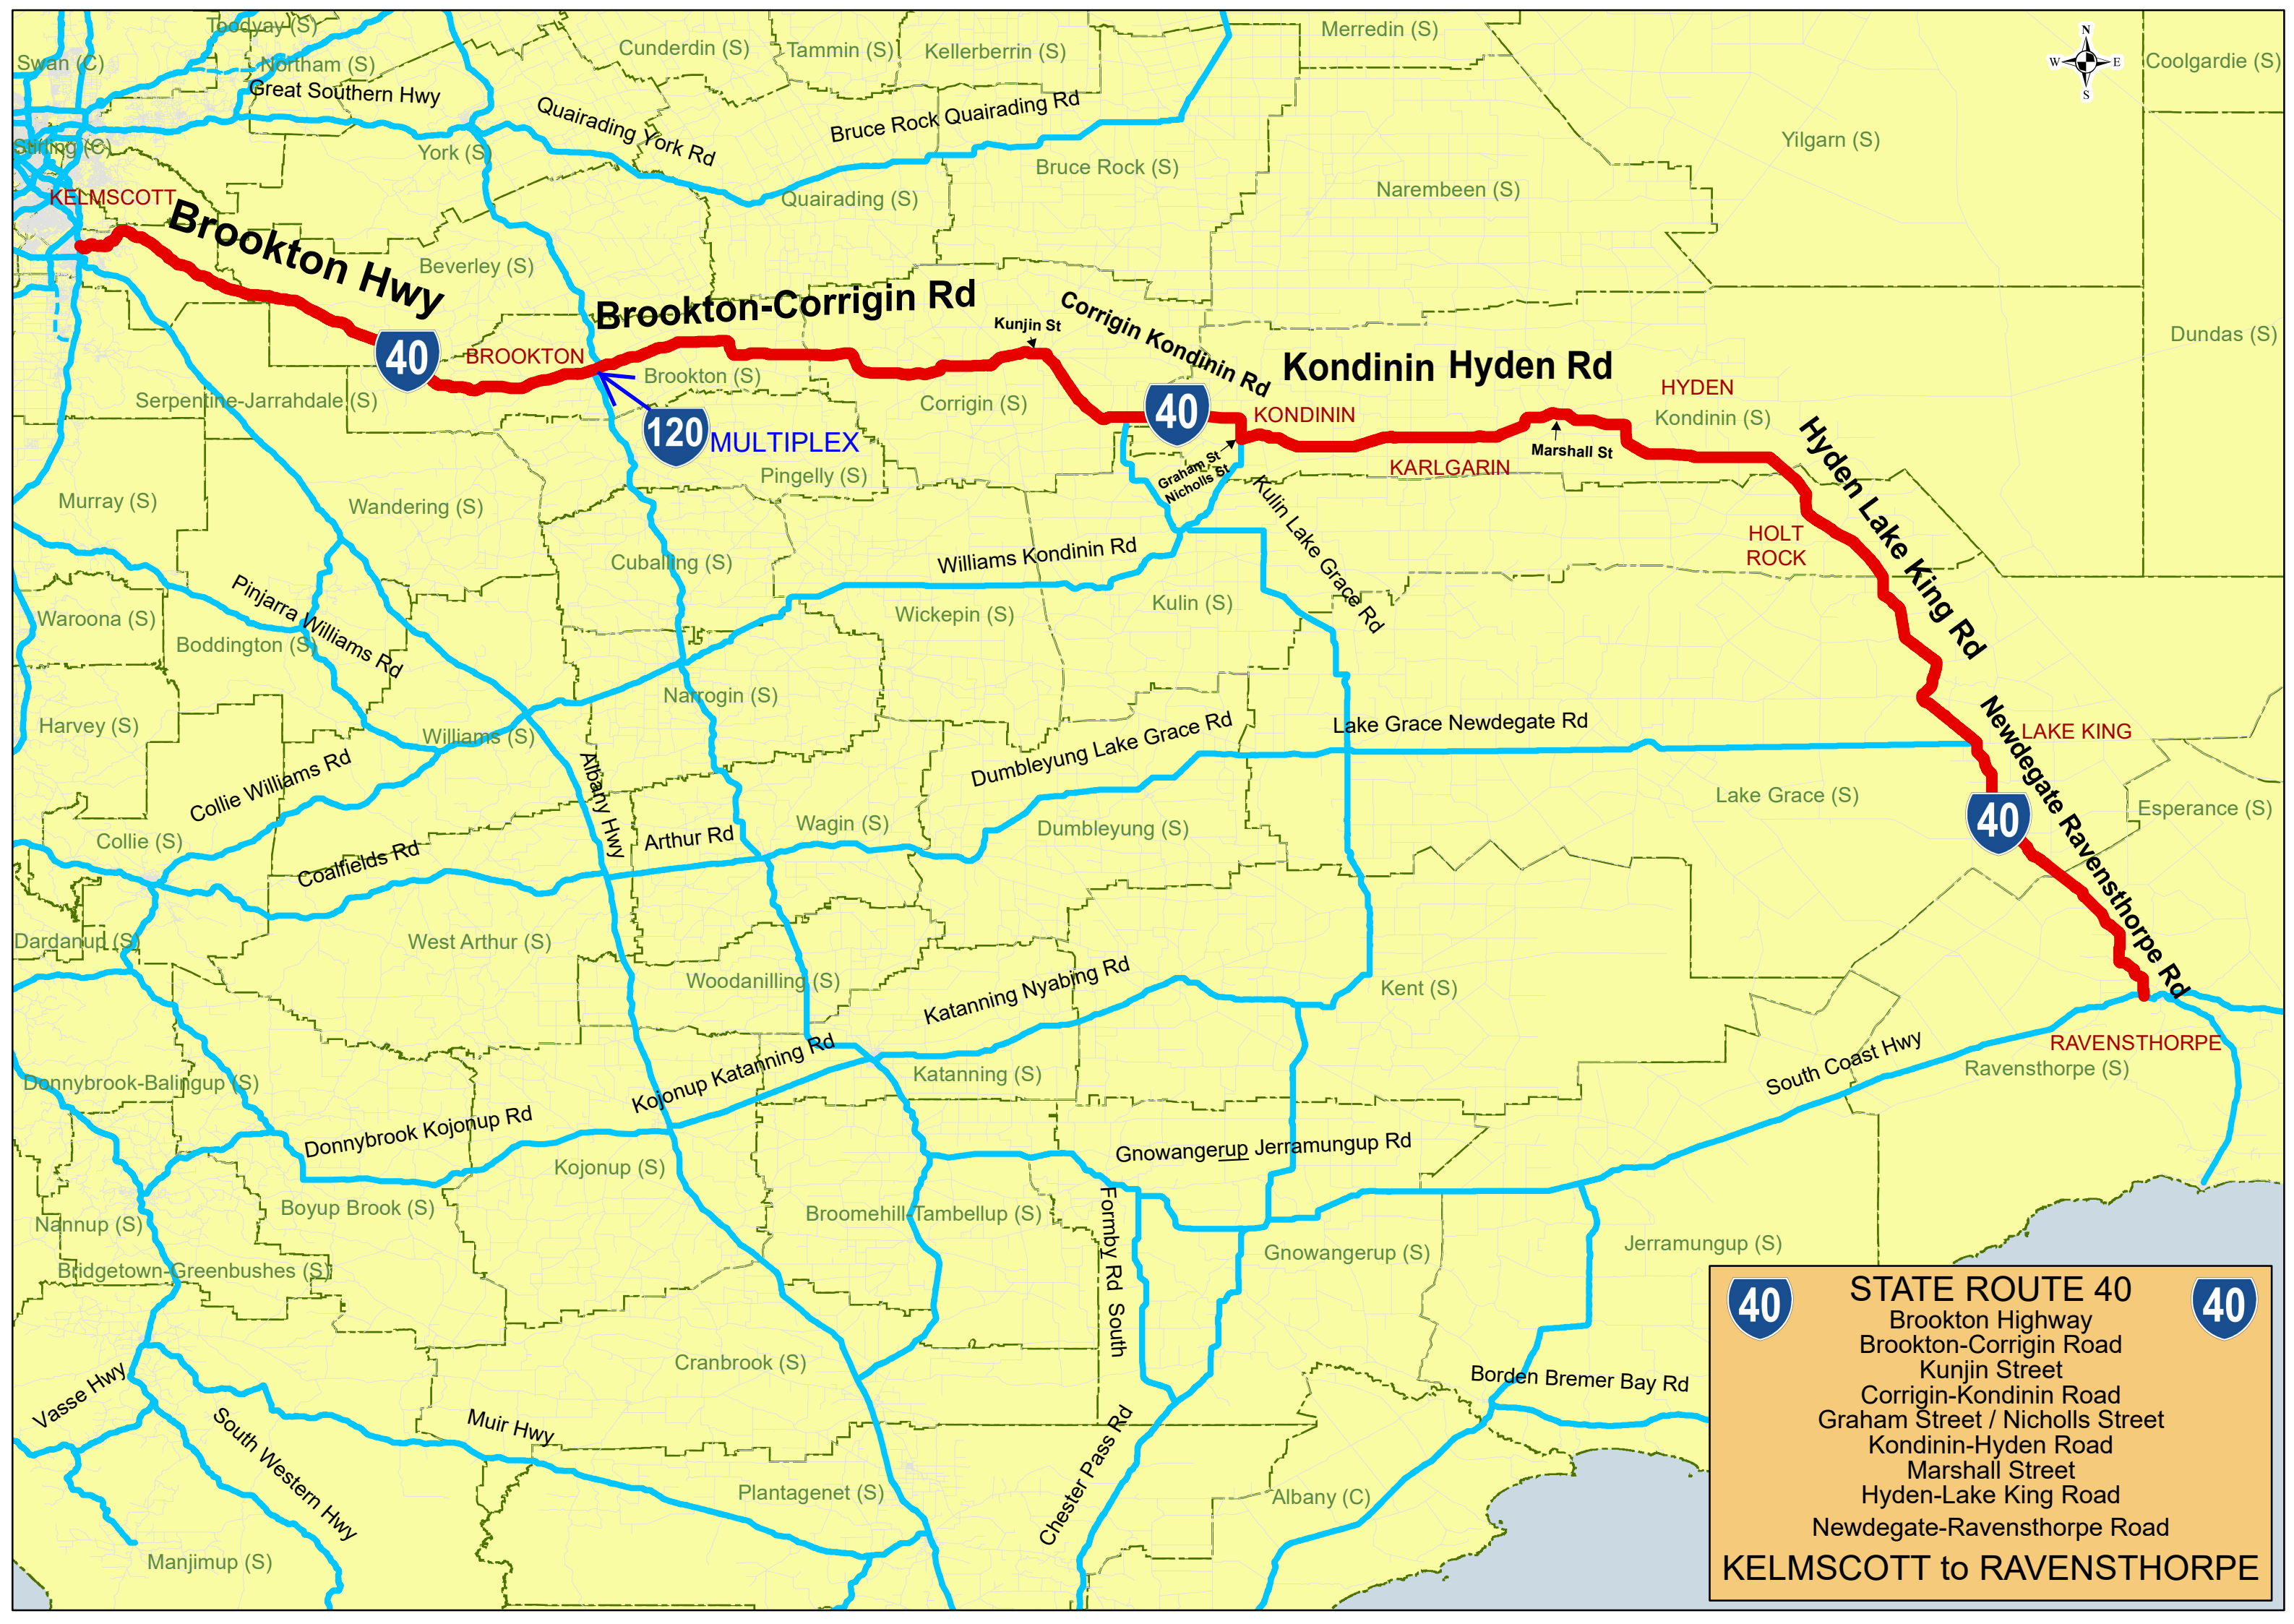 Toodyay (S)
Cunderdin (S)
Tammin (S)
Kellerberrin (S)
Merredin (S)
N
W
E
S
Coolgardie (S)
Swan (C)
Northam (S)
Great Southern Hwy
Quairading York Rd
Bruce Rock Quairading Rd
Yilgarn (S)
Stirling (C)
York (S)
Bruce Rock (S)
Narembeen (S)
KELMSCOTT
Quairading (S)
Brookton Hwy
Beverley (S)
Brookton-Corrigin Rd
Kunjin St
Corrigin Kondinin Rd
Dundas (S)
40
BROOKTON
Brookton (S)
Kondinin Hyden Rd
HYDEN
Serpentine-Jarrahdale (S)
Corrigin (S)
40
KONDININ
Kondinin (S)
120
MULTIPLEX
Marshall St
Graham St
Nicholls St
KARLGARIN
Hyden Lake King Rd
Pingelly (S)
Murray (S)
Wandering (S)
Kulin Lake Grace Rd
HOLT
ROCK
Cuballing (S)
Williams Kondinin Rd
Pinjarra Williams Rd
Waroona (S)
Boddington (S)
Wickepin (S)
Kulin (S)
Narrogin (S)
Harvey (S)
Williams (S)
Dumbleyung Lake Grace Rd
Lake Grace Newdegate Rd
LAKE KING
Newdegate Ravensthorpe Rd
Collie Williams Rd
Albany Hwy
Lake Grace (S)
Esperance (S)
40
Collie (S)
Coalfields Rd
Arthur Rd
Wagin (S)
Dumbleyung (S)
Dardanup (S)
West Arthur (S)
Woodanilling (S)
Katanning Nyabing Rd
Kent (S)
Donnybrook-Balingup (S)
Kojonup Katanning Rd
Katanning (S)
South Coast Hwy
RAVENSTHORPE
Ravensthorpe (S)
Donnybrook Kojonup Rd
Kojonup (S)
Gnowangerup Jerramungup Rd
Nannup (S)
Boyup Brook (S)
Broomehill-Tambellup (S)
Formby Rd South
Gnowangerup (S)
Jerramungup (S)
Bridgetown-Greenbushes (S)
Cranbrook (S)
Vasse Hwy
South Western Hwy
Muir Hwy
Borden Bremer Bay Rd
Chester Pass Rd
Plantagenet (S)
Albany (C)
Manjimup (S)
40
STATE ROUTE 40
40
Brookton Highway
Brookton-Corrigin Road
Kunjin Street
Corrigin-Kondinin Road
Graham Street / Nicholls Street
Kondinin-Hyden Road
Marshall Street
Hyden-Lake King Road
Newdegate-Ravensthorpe Road
KELMSCOTT to RAVENSTHORPE